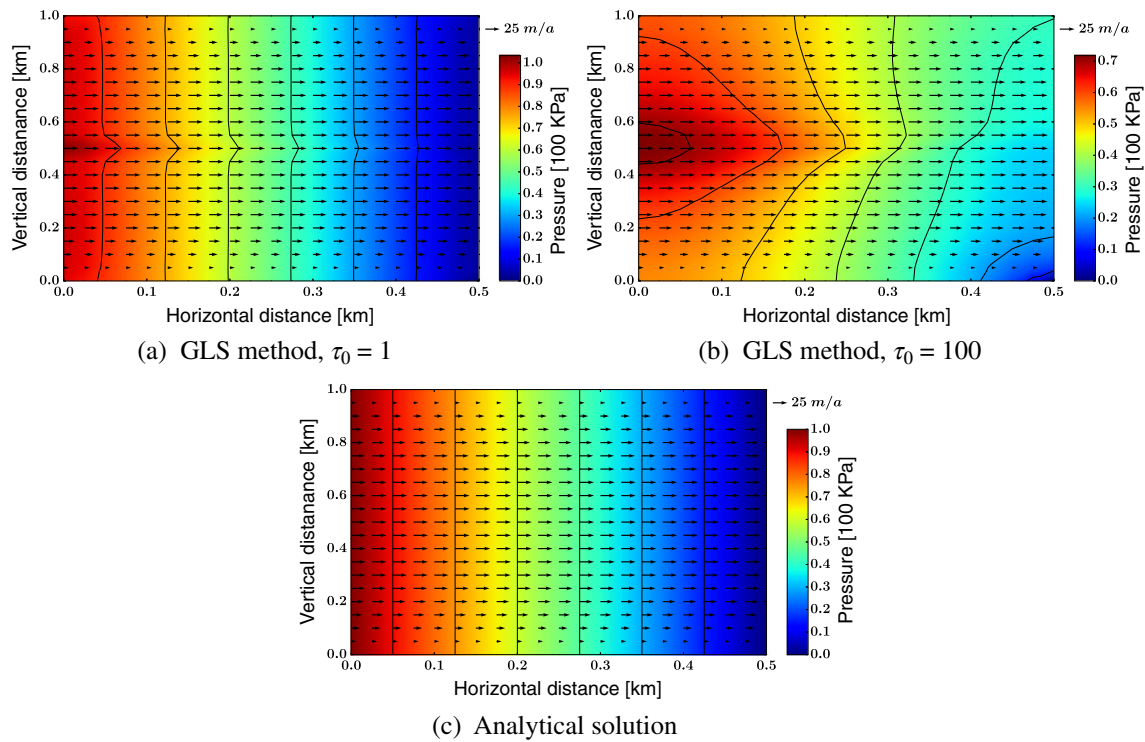 1.0
0.8
0.6
0.4
0.2
0.0
Vertical distanance [km]
0.0 0.1 0.2 0.3 0.4 0.5
Horizontal distance [km]
25 m/a
1.0
0.9
0.8
0.7
0.6
0.5
0.4
0.3
0.2
0.1
0.0
Pressure [100 KPa]
(a) GLS method, τ0 = 1
1.0
0.8
0.6
0.4
0.2
0.0
Vertical distanance [km]
0.0 0.1 0.2 0.3 0.4 0.5
Horizontal distance [km]
25 m/a
0.7
0.6
0.5
0.4
0.3
0.2
0.1
0.0
Pressure [100 KPa]
(b) GLS method, τ0 = 100
1.0
0.8
0.6
0.4
0.2
0.0
Vertical distanance [km]
0.0 0.1 0.2 0.3 0.4 0.5
Horizontal distance [km]
25 m/a
1.0
0.9
0.8
0.7
0.6
0.5
0.4
0.3
0.2
0.1
0.0
Pressure [100 KPa]
(c) Analytical solution